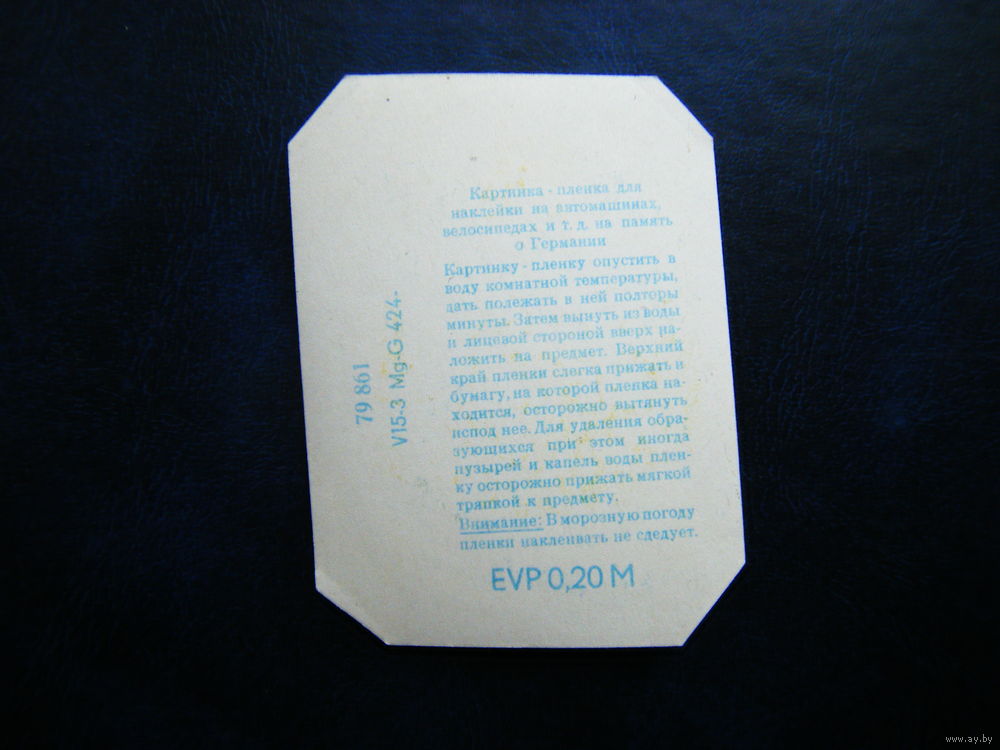 Картинка - пленка для
наклейки на автомашинах,
велосипедах и т. д. на память
о Германии
Картинку - пленку опустить в
воду комнатной температуры,
дать полежать в ней полторы
минуты. Затем вынуть из воды
и лицевой стороной вверх на-
ложить на предмет. Верхний
край пленки слегка прижать и
бумагу, на которой пленка на-
ходится, осторожно вытянуть
испод нее. Для удаления обра-
зующихся при этом иногда
пузырей и капель воды плен-
ку осторожно прижать мягкой
тряпкой к предмету.
Внимание: В морозную погоду
пленки наклеивать не следует.
EVP 0,20 M
79 861
V15-3 Mg-G 424-
www.ay.by